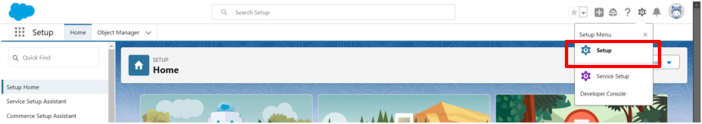 Search Setup
Setup
Home
Object Manager
Setup Menu
Quick Find
SETUP
Home
Setup
Service Setup
Developer Console
Setup Home
Service Setup Assistant
Commerce Setup Assistant